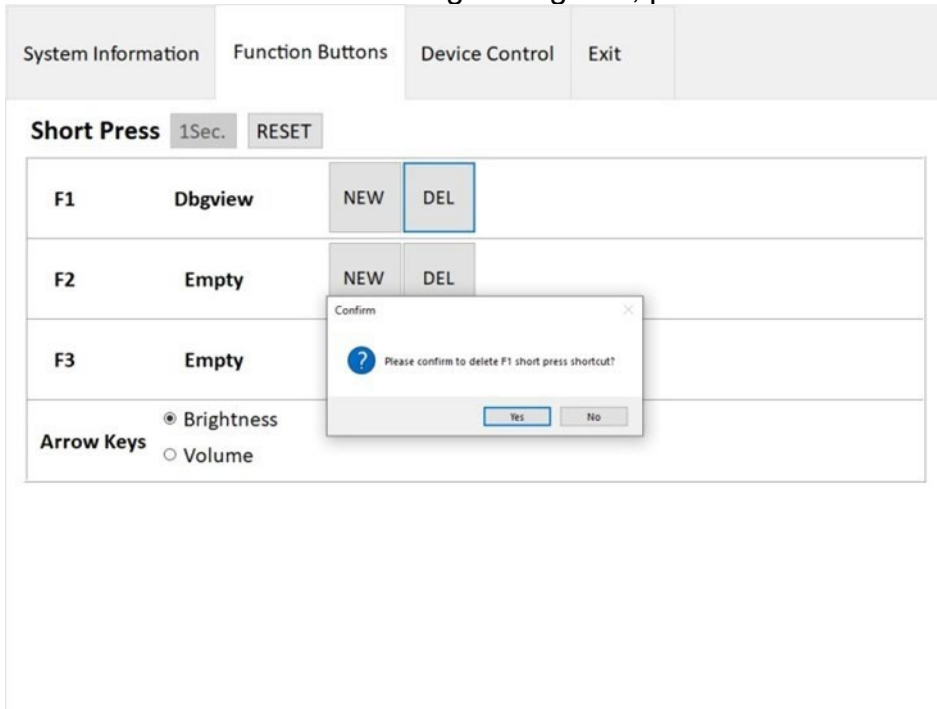 System Information Function Buttons Device Control Exit
Short Press 1Sec. RESET
F1 Dbgview NEW DEL
F2 Empty NEW DEL
Confirm
F3 Empty
Please confirm to delete F1 short press shortcut?
Yes No
Arrow Keys
Brightness
Volume